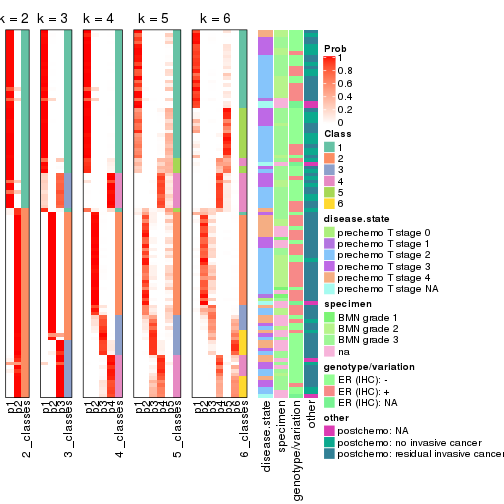 k = 2
k = 3
k = 4
k = 5
k = 6
p1
p2
2_classes
p1
p2
p3
3_classes
p1
p2
p3
p4
4_classes
p1
p2
p3
p4
p5
5_classes
p1
p2
p3
p4
p5
p6
6_classes
disease.state
specimen
genotype/variation
other
Prob
1
0.8
0.6
0.4
0.2
0
Class
1
2
3
4
5
6
disease.state
prechemo T stage 0
prechemo T stage 1
prechemo T stage 2
prechemo T stage 3
prechemo T stage 4
prechemo T stage NA
specimen
BMN grade 1
BMN grade 2
BMN grade 3
na
genotype/variation
ER (IHC): -
ER (IHC): +
ER (IHC): NA
other
postchemo: NA
postchemo: no invasive cancer
postchemo: residual invasive cancer